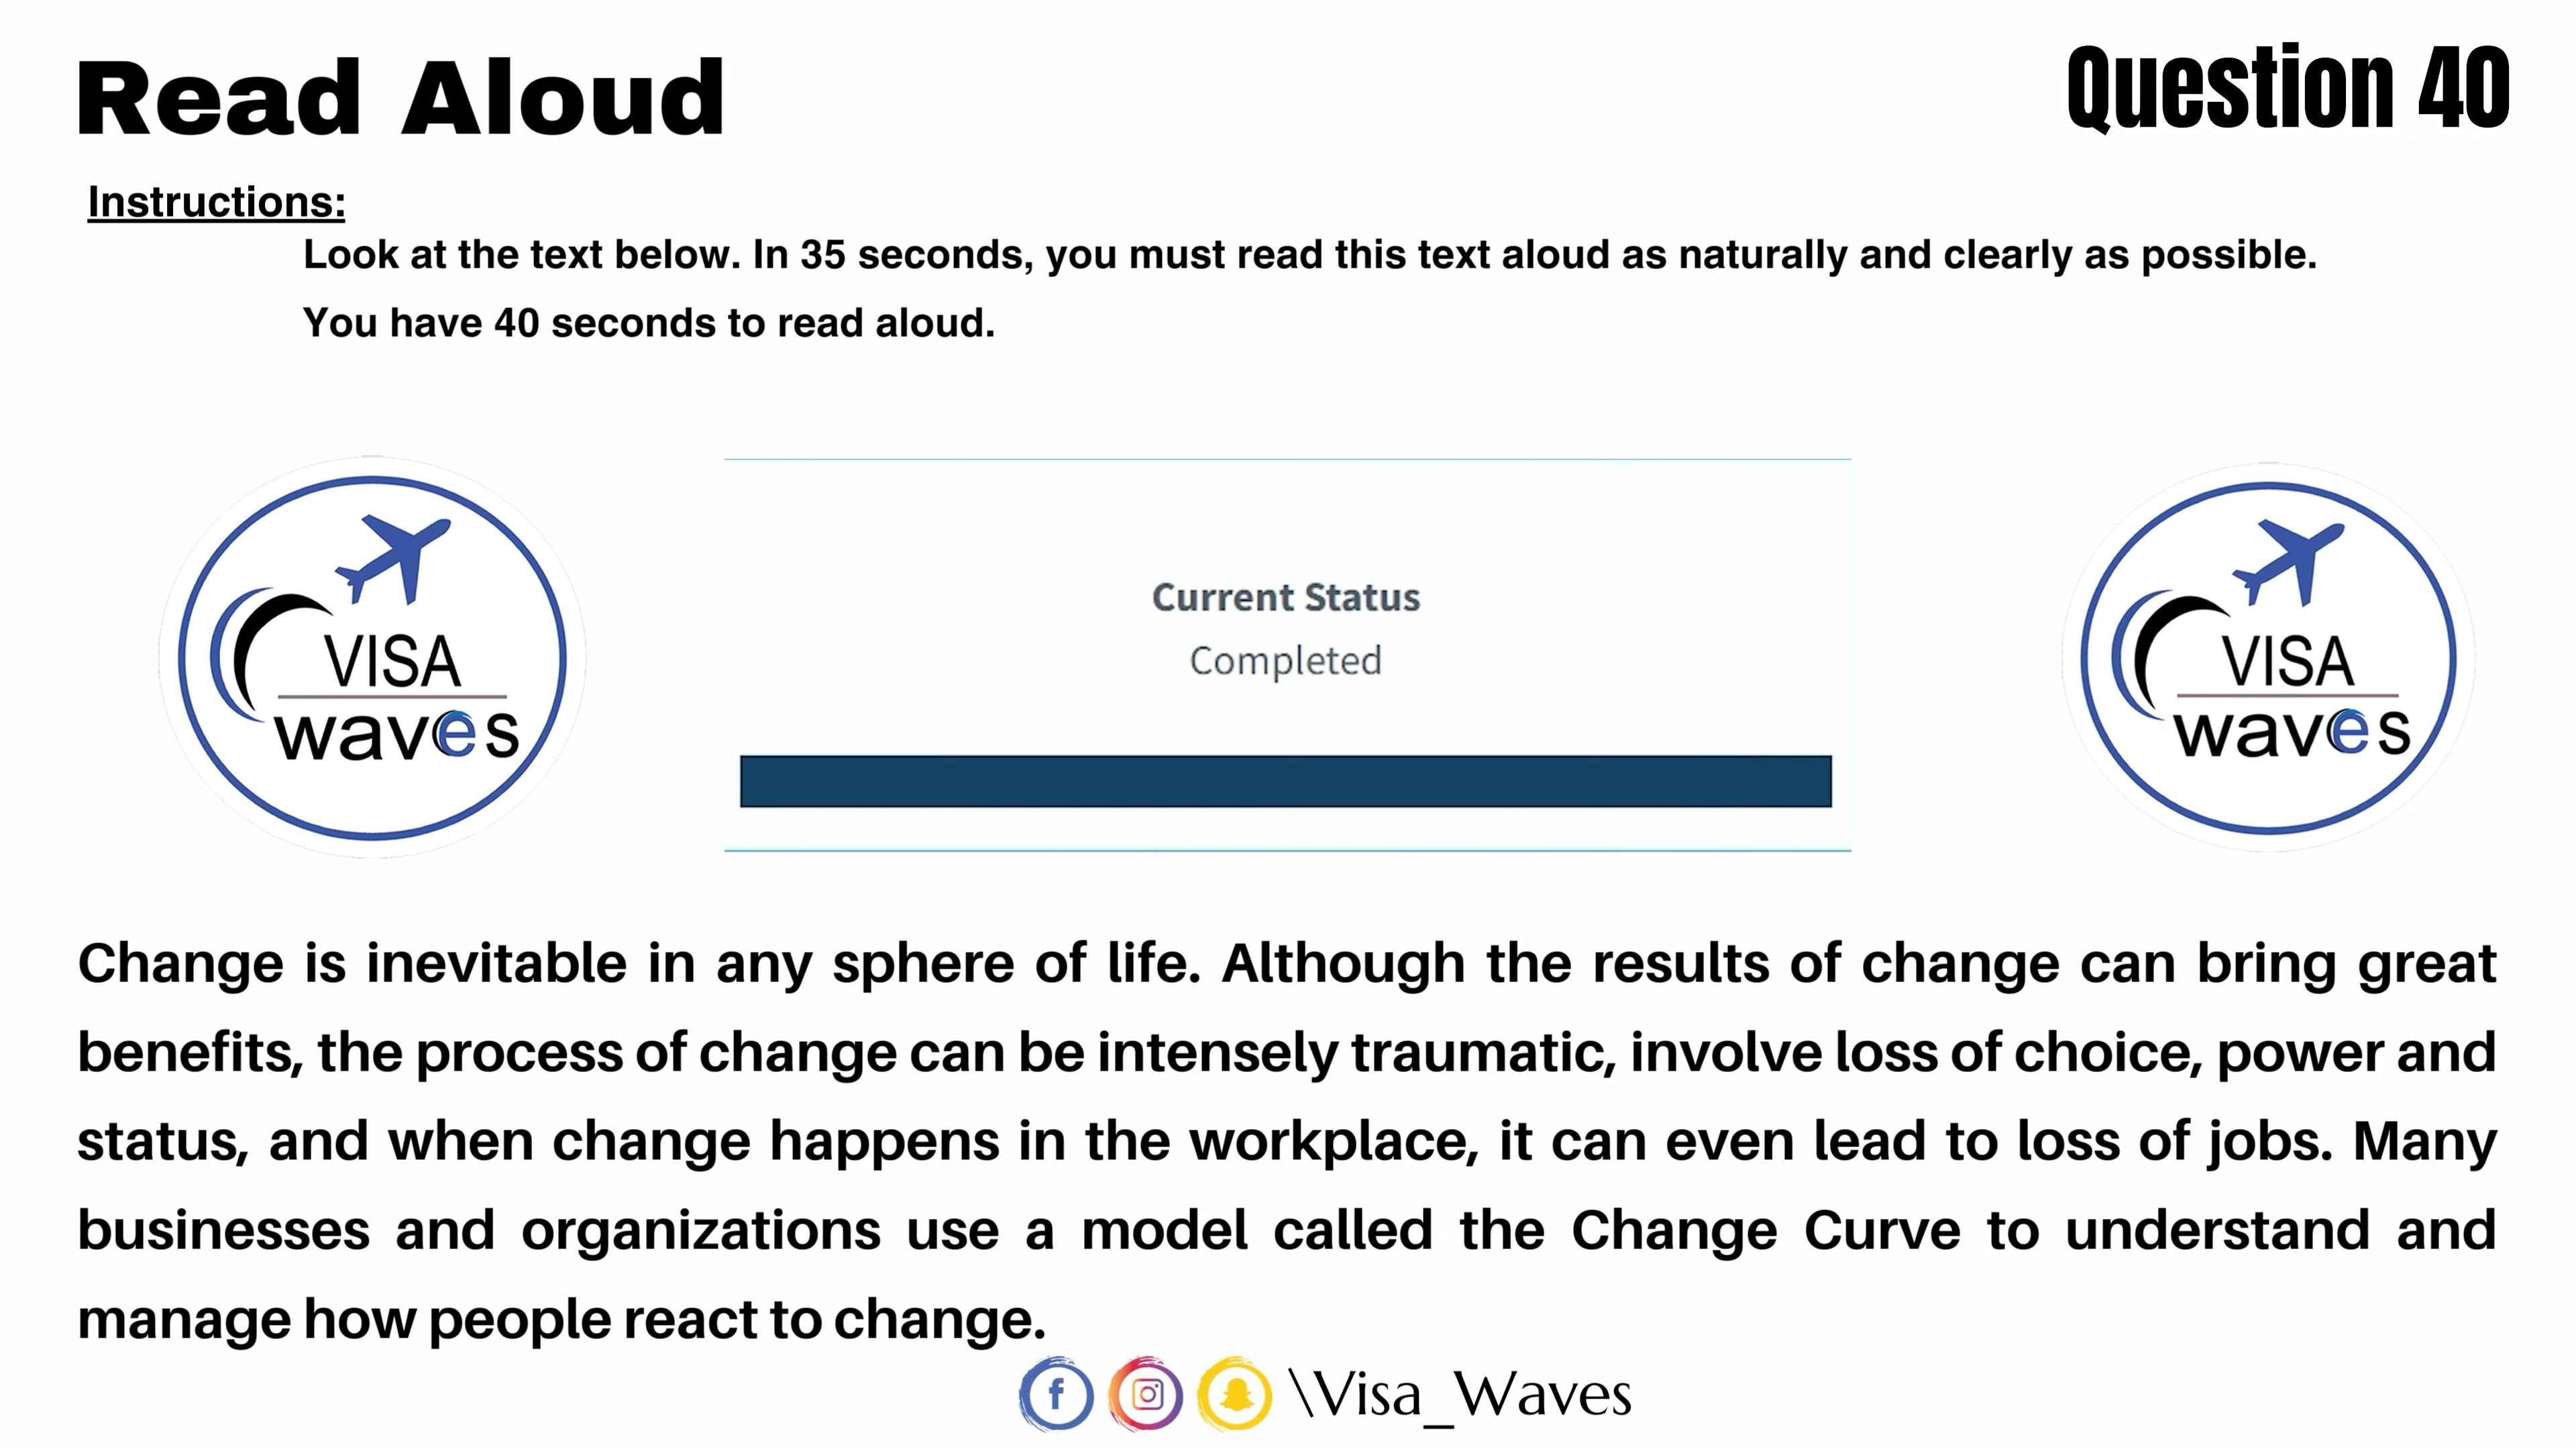 Read Aloud
Question 40
Instructions:
Look at the text below. In 35 seconds, you must read this text aloud as naturally and clearly as possible.
You have 40 seconds to read aloud.
VISA
waves
Current Status
Completed
VISA
waves
Change is inevitable in any sphere of life. Although the results of change can bring great
benefits, the process of change can be intensely traumatic, involve loss of choice, power and
status, and when change happens in the workplace, it can even lead to loss of jobs. Many
businesses and organizations use a model called the Change Curve to understand and
manage how people react to change.
\Visa_Waves